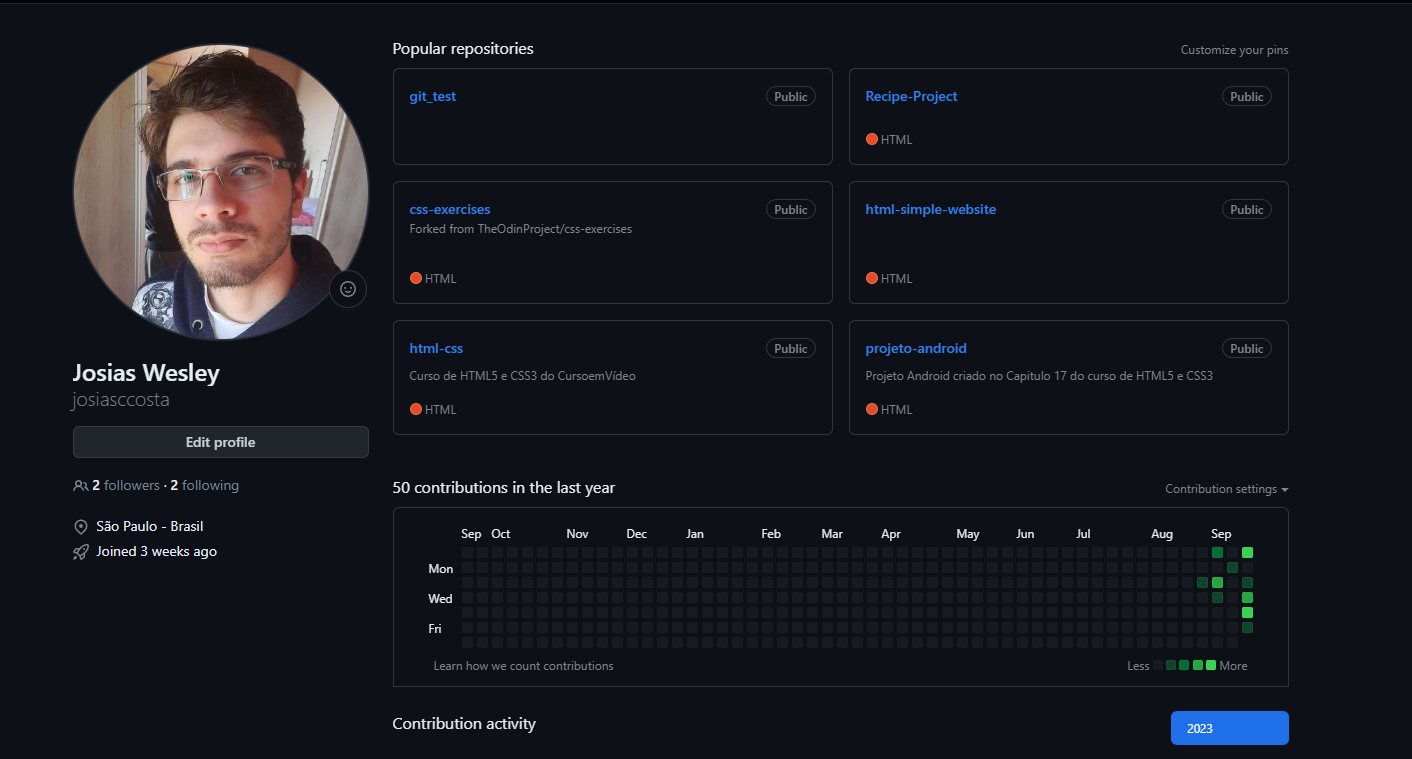 Josias Wesley
josiasccosta
Edit profile
2 followers · 2 following
São Paulo - Brasil
Joined 3 weeks ago
Popular repositories
Customize your pins
git_test
Public
Recipe-Project
Public
HTML
css-exercises
Public
Forked from TheOdinProject/css-exercises
HTML
html-simple-website
Public
HTML
html-css
Public
Curso de HTML5 e CSS3 do CursoemVídeo
HTML
projeto-android
Public
Projeto Android criado no Capitulo 17 do curso de HTML5 e CSS3
HTML
50 contributions in the last year
Contribution settings
Sep Oct Nov Dec Jan Feb Mar Apr May Jun Jul Aug Sep
Mon
Wed
Fri
Learn how we count contributions
Less More
Contribution activity
2023